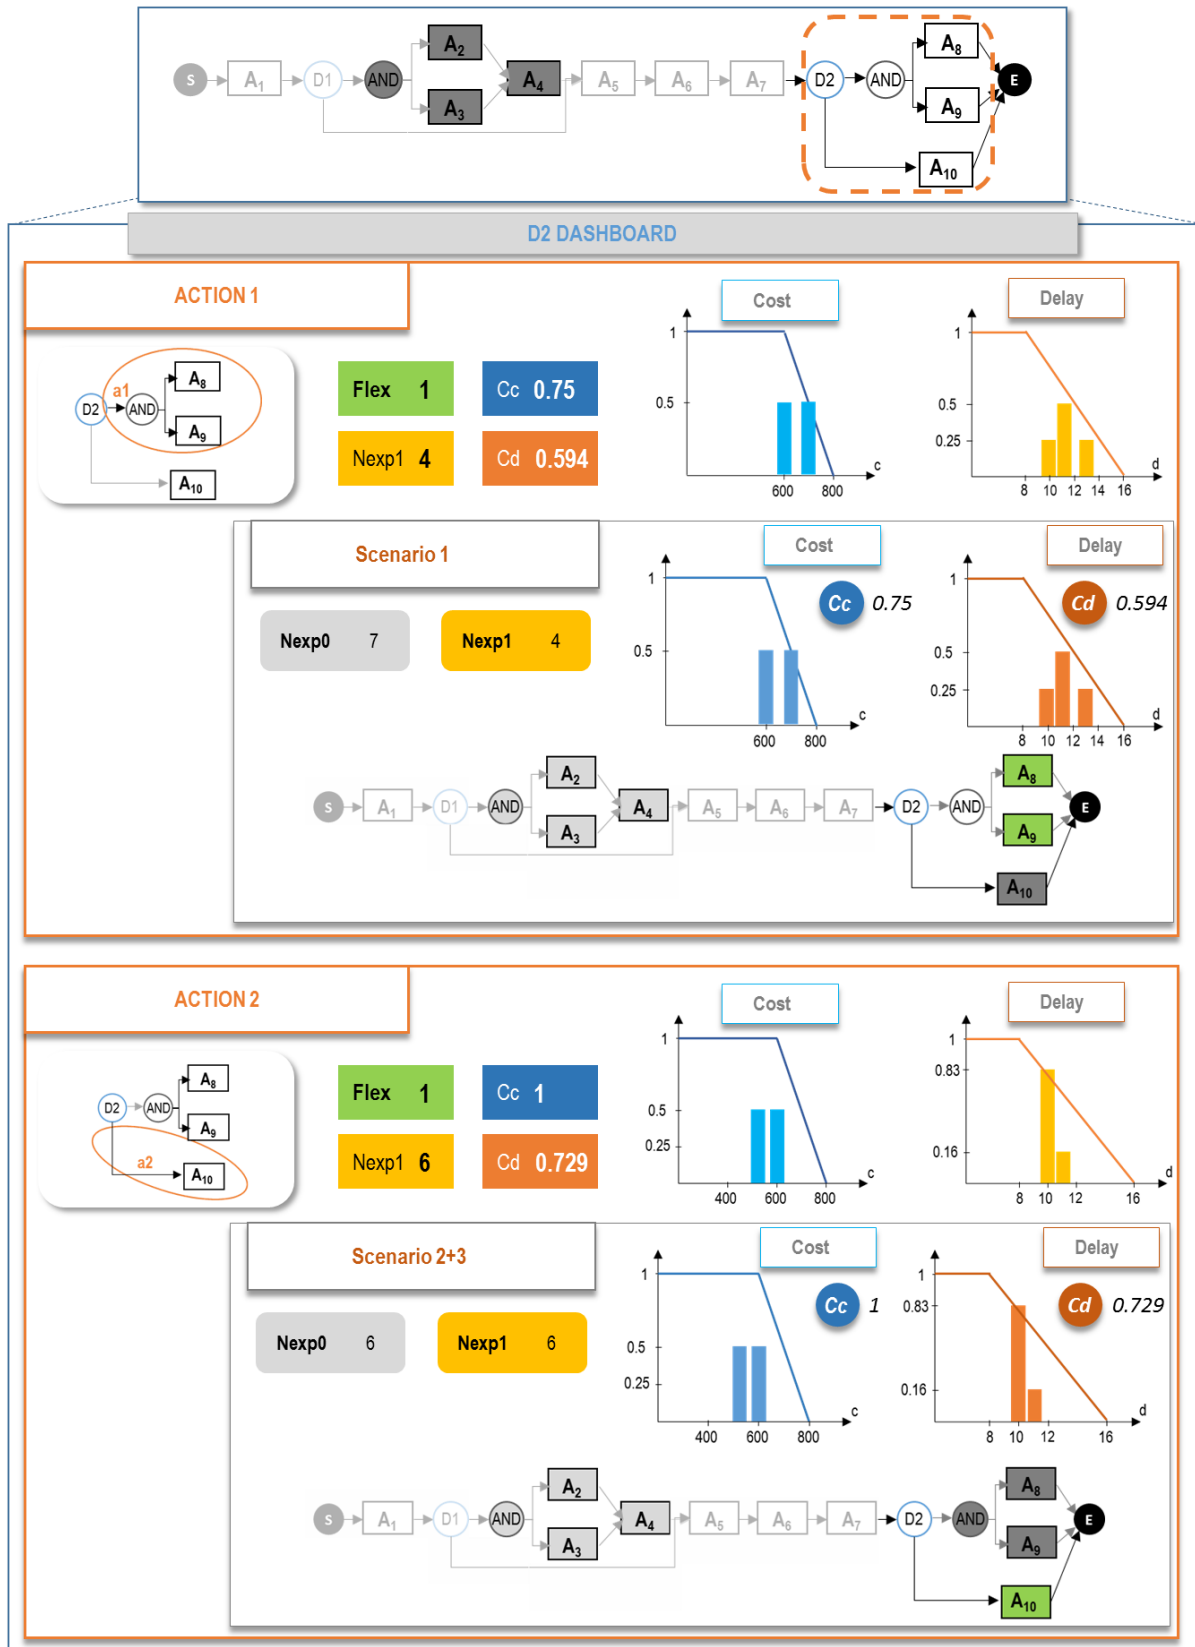 S A1 D1 AND A2 A3 A4 A5 A6 A7 D2 AND A8 A9 A10 E
D2 DASHBOARD
ACTION 1
D2 a1 AND A8 A9 A10
Flex 1
Cc 0.75
Nexp1 4
Cd 0.594
Cost
1
0.5
600 800
c
Delay
1
0.5
0.25
8 10 12 14 16
d
Scenario 1
Nexp0 7
Nexp1 4
Cost
Cc 0.75
1
0.5
600 800
c
Delay
Cd 0.594
1
0.5
0.25
8 10 12 14 16
d
S A1 D1 AND A2 A3 A4 A5 A6 A7 D2 AND A8 A9 A10 E
ACTION 2
D2 AND A8 A9 a2 A10
Flex 1
Cc 1
Nexp1 6
Cd 0.729
Cost
1
0.5
0.25
400 600 800
c
Delay
1
0.83
0.16
8 10 12 16
d
Scenario 2+3
Nexp0 6
Nexp1 6
Cost
Cc 1
1
0.5
0.25
400 600 800
c
Delay
Cd 0.729
1
0.83
0.16
8 10 12 16
d
S A1 D1 AND A2 A3 A4 A5 A6 A7 D2 AND A8 A9 A10 E